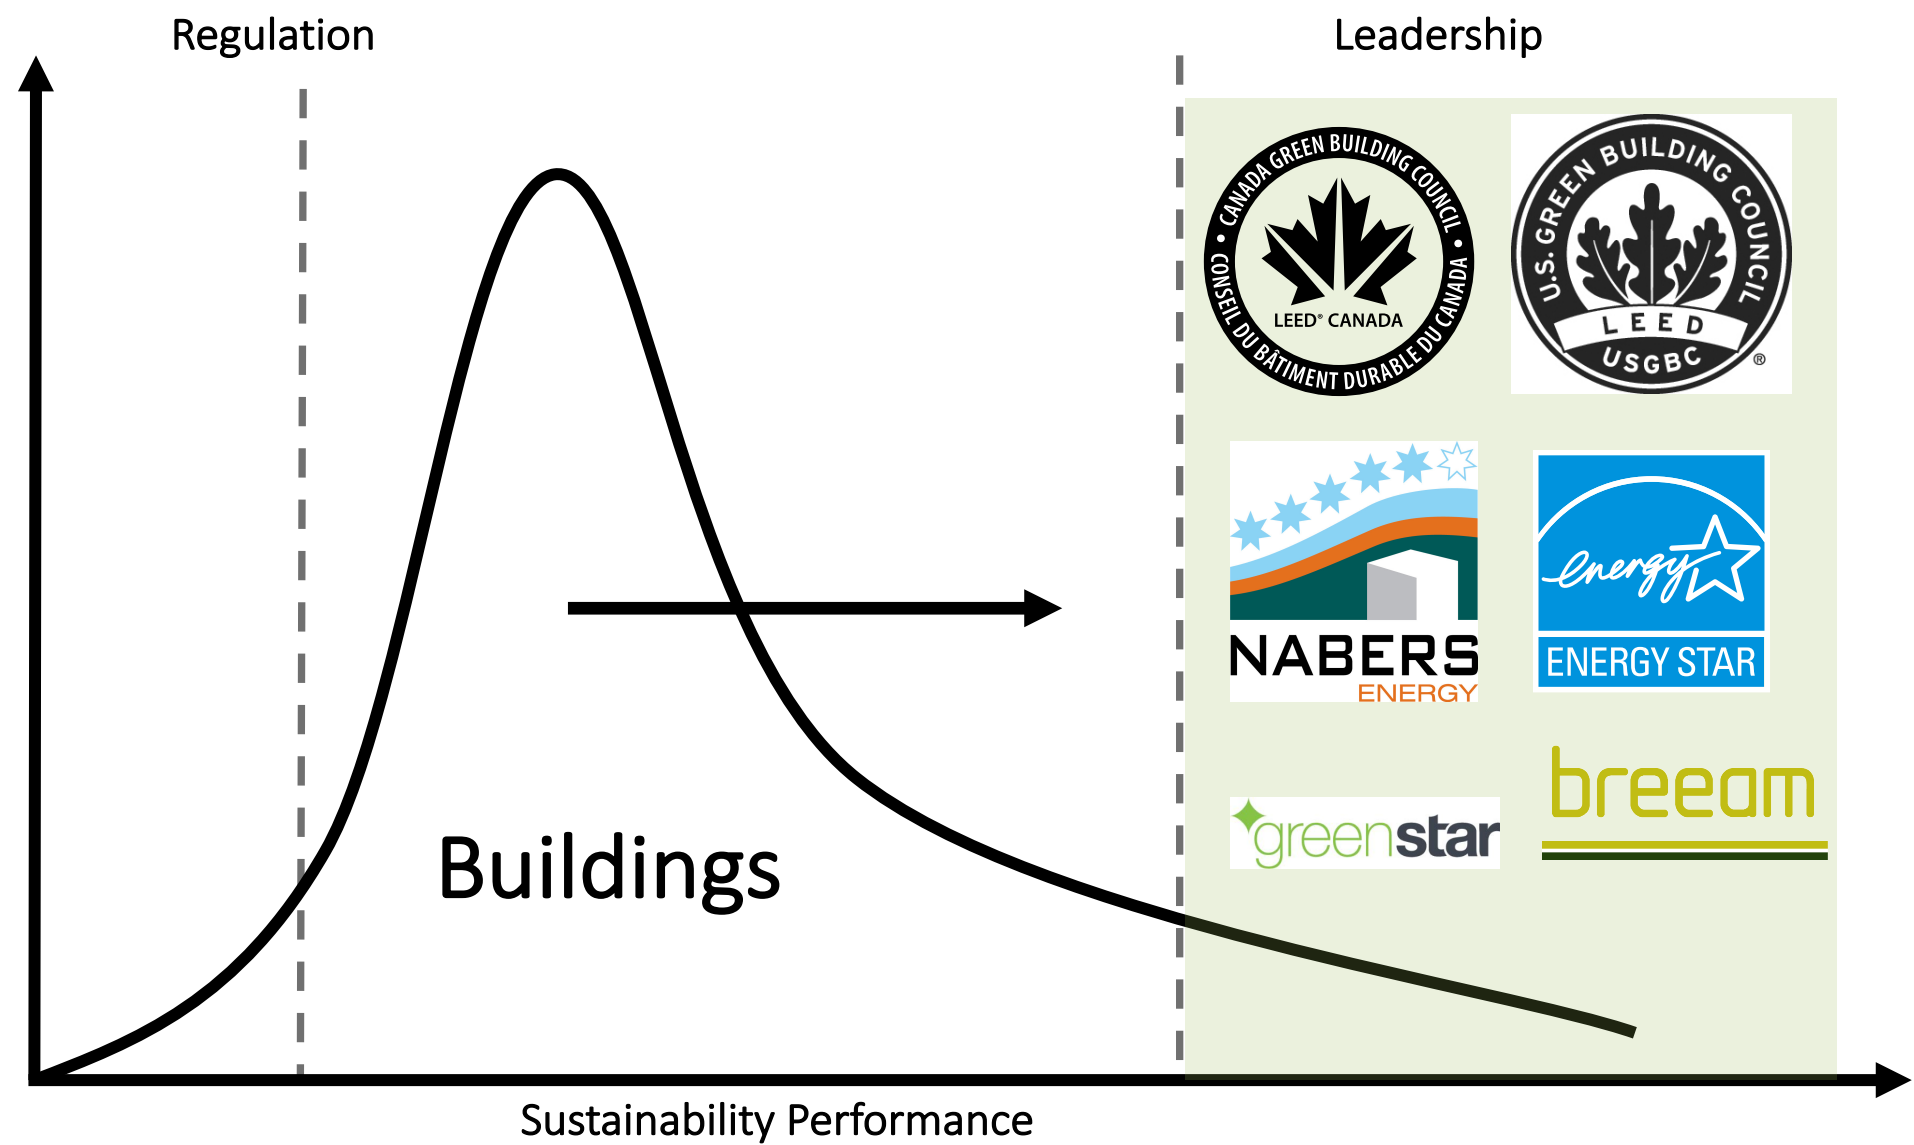 Regulation
Leadership
• CANADA GREEN BUILDING COUNCIL •
CONSEIL DU BÂTIMENT DURABLE DU CANADA
LEED® CANADA
U.S. GREEN BUILDING COUNCIL
LEED
USGBC
®
NABERS
ENERGY
energy
ENERGY STAR
greenstar
breeam
Buildings
Sustainability Performance